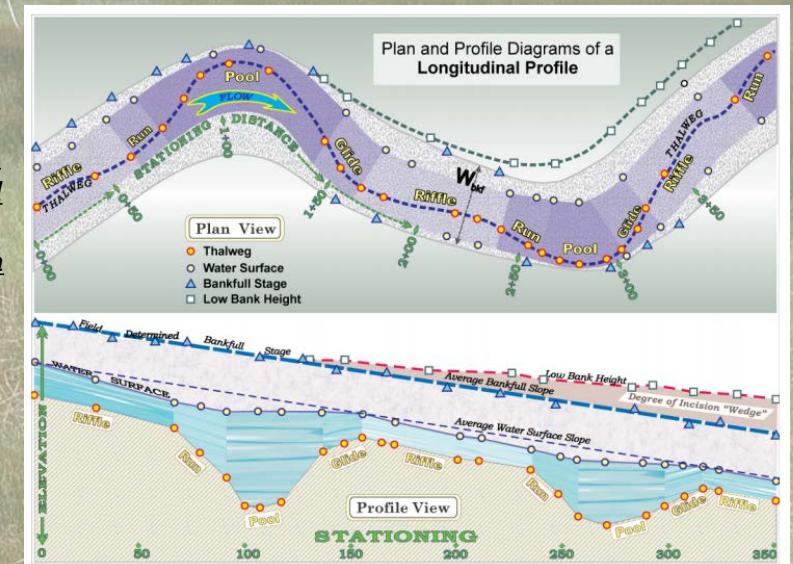 Plan and Profile Diagrams of a
Longitudinal Profile
Pool
FLOW
Run
Riffle
THALWEG
STATIONING DISTANCE
0+00
0+50
1+00
1+50
2+00
2+50
3+00
3+50
Glide
Riffle
Wbkf
Run
Pool
Glide
Riffle
THALWEG
Run
Plan View
Thalweg
Water Surface
Bankfull Stage
Low Bank Height
Field Determined Bankfull Stage
Low Bank Height
Average Bankfull Slope
Degree of Incision "Wedge"
WATER SURFACE
Average Water Surface Slope
ELEVATION
Riffle
Run
Pool
Glide
Riffle
Run
Pool
Glide
Riffle
Profile View
STATIONING
0
50
100
150
200
250
300
350